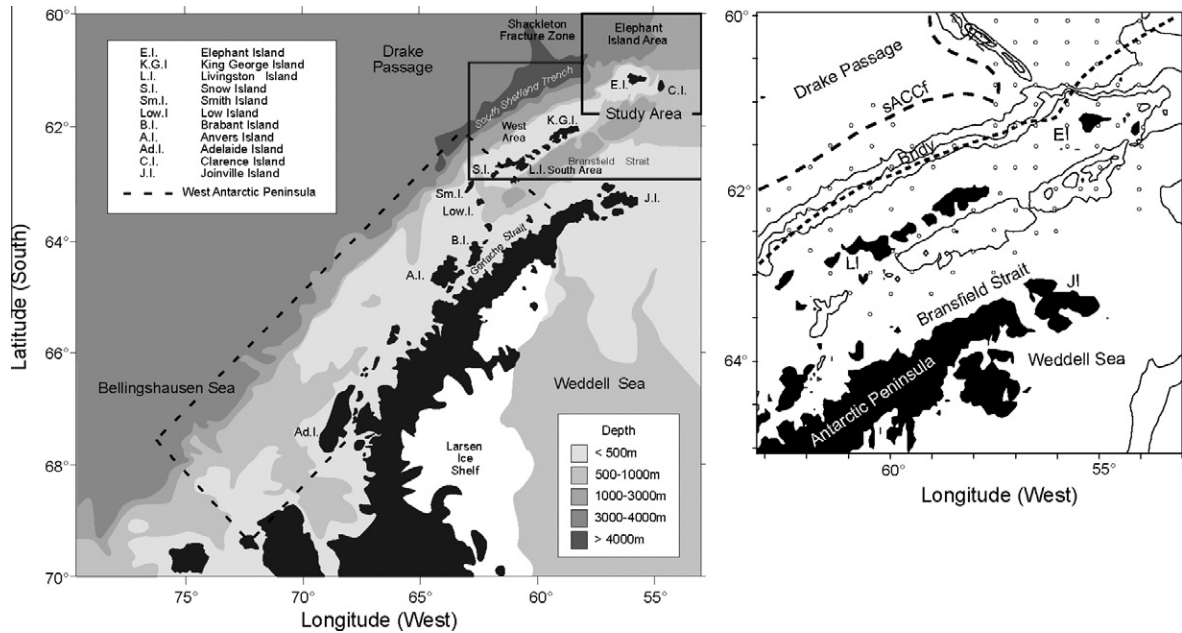 60°
62°
64°
66°
68°
70°
Latitude (South)
75°
70°
65°
60°
55°
Longitude (West)
E.I. Elephant Island
K.G.I King George Island
L.I. Livingston Island
S.I. Snow Island
Sm.I. Smith Island
Low.I Low Island
B.I. Brabant Island
A.I. Anvers Island
Ad.I. Adelaide Island
C.I. Clarence Island
J.I. Joinville Island
West Antarctic Peninsula
Drake
Passage
Shackleton
Fracture Zone
Elephant
Island Area
South Shetland Trench
E.I.
C.I.
Study Area
West
Area
K.G.I.
Bransfield Strait
S.I.
L.I. South Area
Sm.I.
Low.I.
J.I.
B.I.
Gerlache Strait
A.I.
Bellingshausen Sea
Weddell Sea
Ad.I.
Larsen
Ice
Shelf
Depth
< 500m
500-1000m
1000-3000m
3000-4000m
> 4000m
60°
62°
64°
60°
55°
Longitude (West)
Drake Passage
sACCf
Bndy
EI
LI
Bransfield Strait
JI
Weddell Sea
Antarctic Peninsula